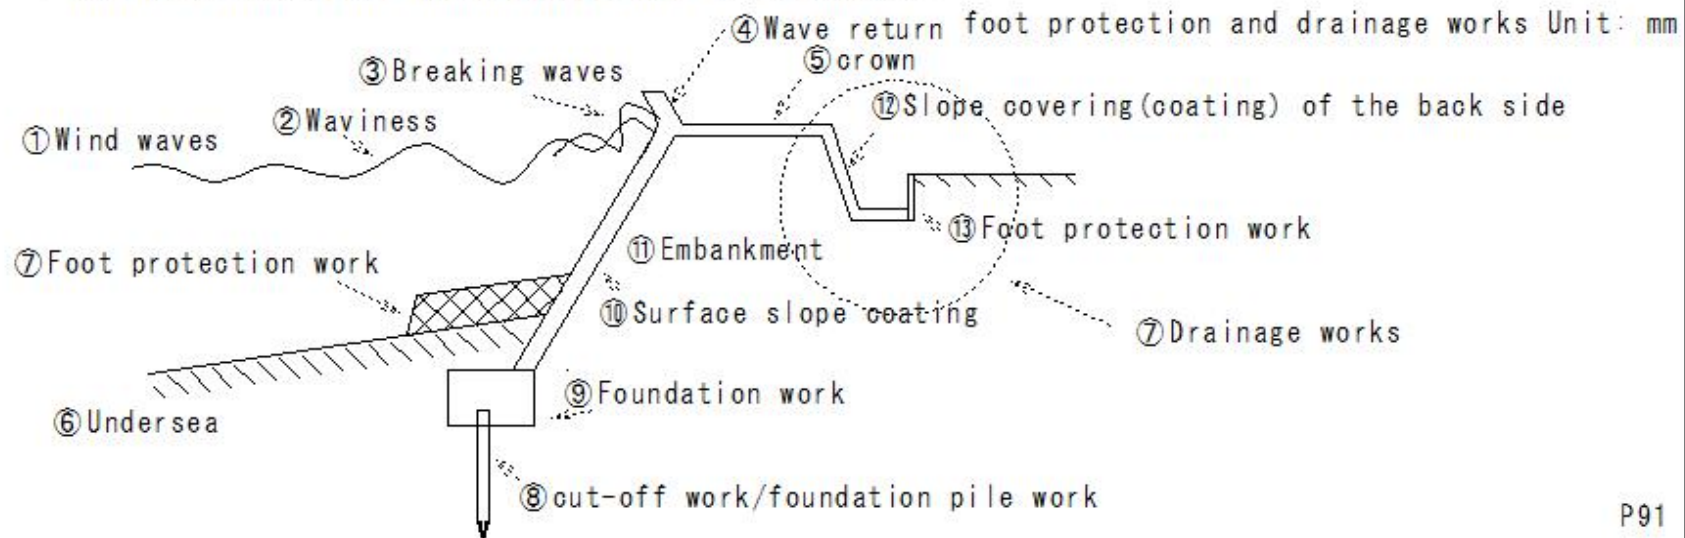 ④Wave return foot protection and drainage works Unit: mm
③Breaking waves
⑤crown
②Waviness
⑫Slope covering(coating) of the back side
①Wind waves
⑬Foot protection work
⑪Embankment
⑦Foot protection work
⑩Surface slope coating
⑦Drainage works
⑨Foundation work
⑥Undersea
⑧cut-off work/foundation pile work
P91